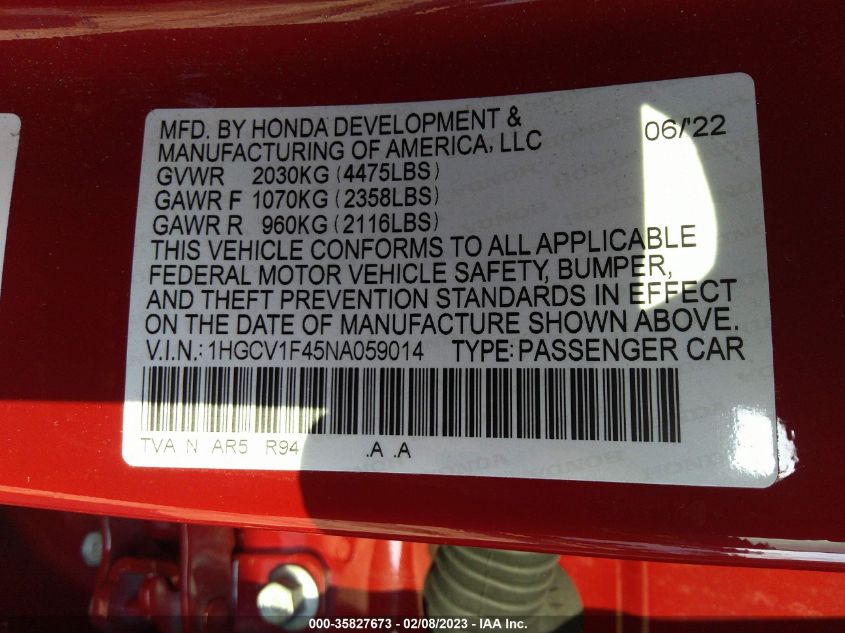 MFD. BY HONDA DEVELOPMENT & 06/'22
MANUFACTURING OF AMERICA, LLC
GVWR 2030KG (4475LBS)
GAWR F 1070KG (2358LBS)
GAWR R 960KG (2116LBS)
THIS VEHICLE CONFORMS TO ALL APPLICABLE
FEDERAL MOTOR VEHICLE SAFETY, BUMPER,
AND THEFT PREVENTION STANDARDS IN EFFECT
ON THE DATE OF MANUFACTURE SHOWN ABOVE.
V.I.N.: 1HGCV1F45NA059014 TYPE: PASSENGER CAR
TVA N AR5 R94 .A .A
HONDA
000-35827673 - 02/08/2023 - IAA Inc.